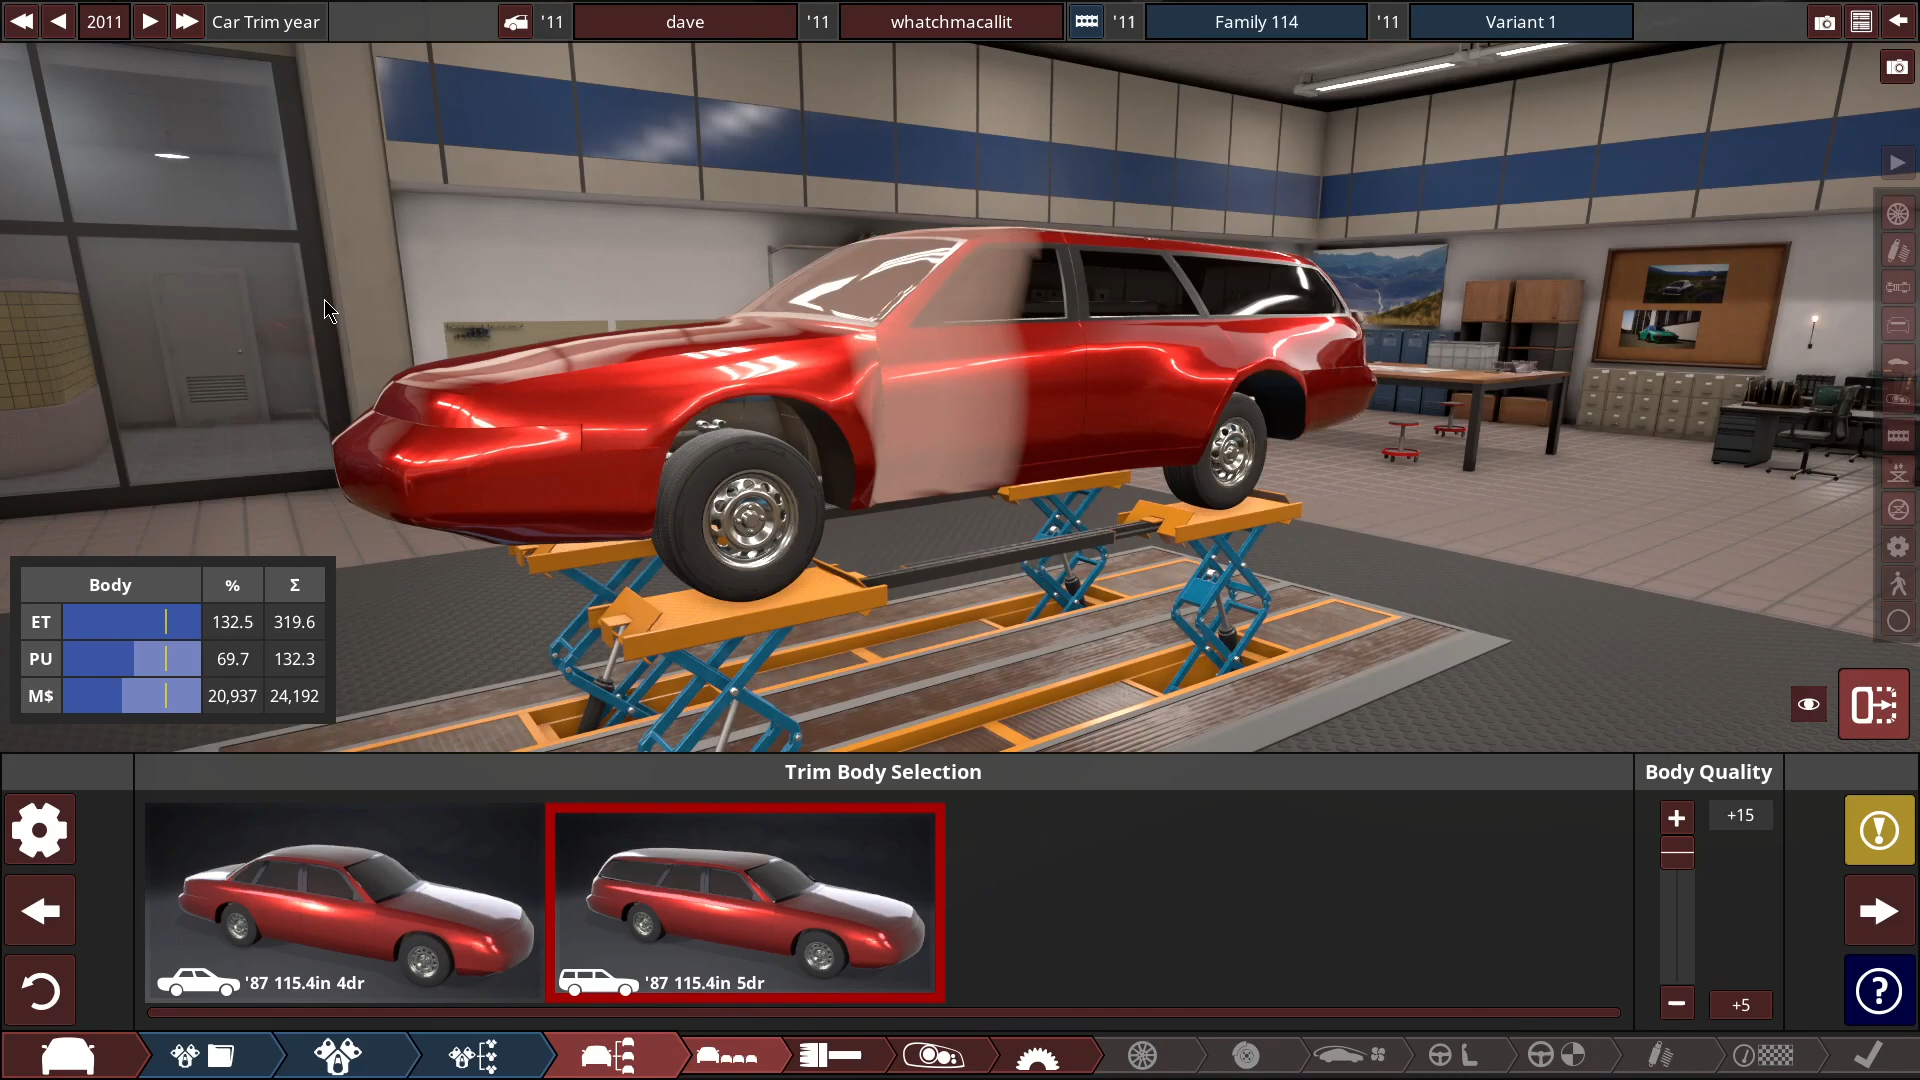 2011 Car Trim year '11 dave '11 whatchmacallit '11 Family 114 '11 Variant 1
Body % Σ
ET 132.5 319.6
PU 69.7 132.3
M$ 20,937 24,192
Trim Body Selection
Body Quality
'87 115.4in 4dr
'87 115.4in 5dr
+ +15
− +5
?